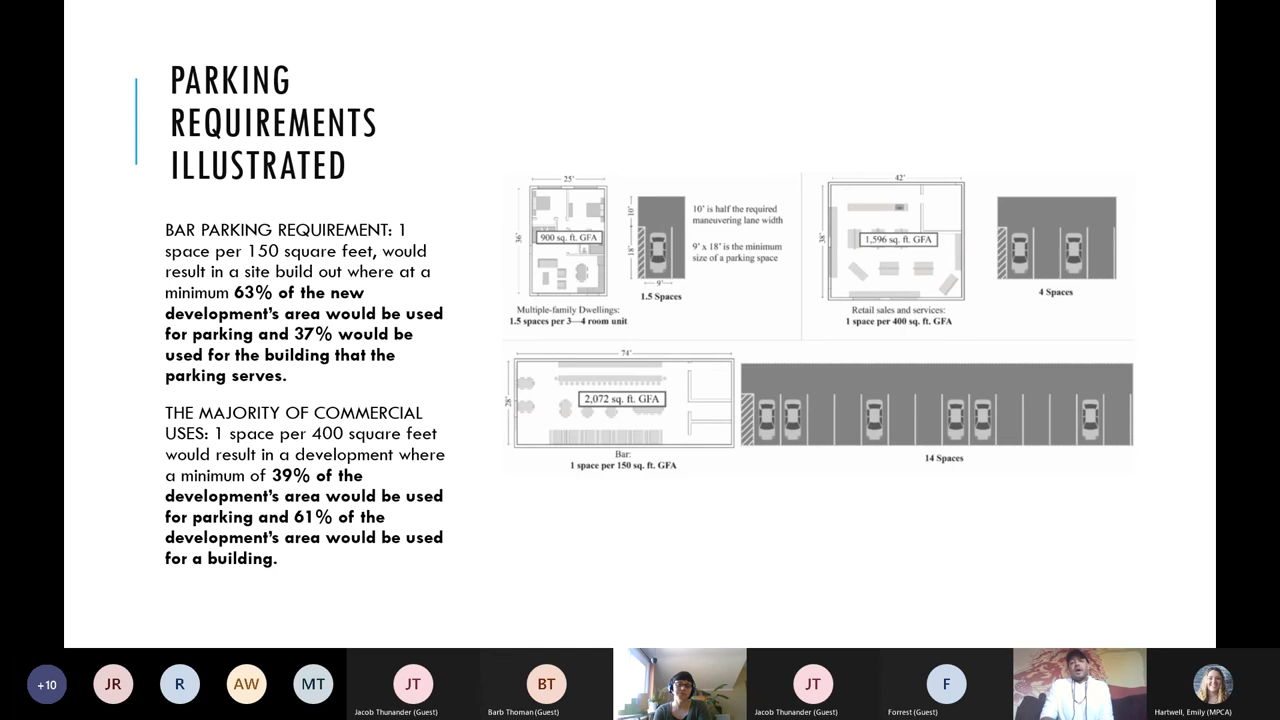 PARKING
REQUIREMENTS
ILLUSTRATED
BAR PARKING REQUIREMENT: 1
space per 150 square feet, would
result in a site build out where at a
minimum 63% of the new
development's area would be used
for parking and 37% would be
used for the building that the
parking serves.
THE MAJORITY OF COMMERCIAL
USES: 1 space per 400 square feet
would result in a development where
a minimum of 39% of the
development's area would be used
for parking and 61% of the
development's area would be used
for a building.
25'
36'
900 sq. ft. GFA
10'
18'
9'
10' is half the required
maneuvering lane width
9' x 18' is the minimum
size of a parking space
1.5 Spaces
Multiple-family Dwellings:
1.5 spaces per 3—4 room unit
42'
38'
1,596 sq. ft. GFA
4 Spaces
Retail sales and services:
1 space per 400 sq. ft. GFA
74'
28'
2,072 sq. ft. GFA
Bar:
1 space per 150 sq. ft. GFA
14 Spaces
+10
JR
R
AW
MT
JT
Jacob Thunander (Guest)
BT
Barb Thoman (Guest)
JT
Jacob Thunander (Guest)
F
Forrest (Guest)
Hartwell, Emily (MPCA)